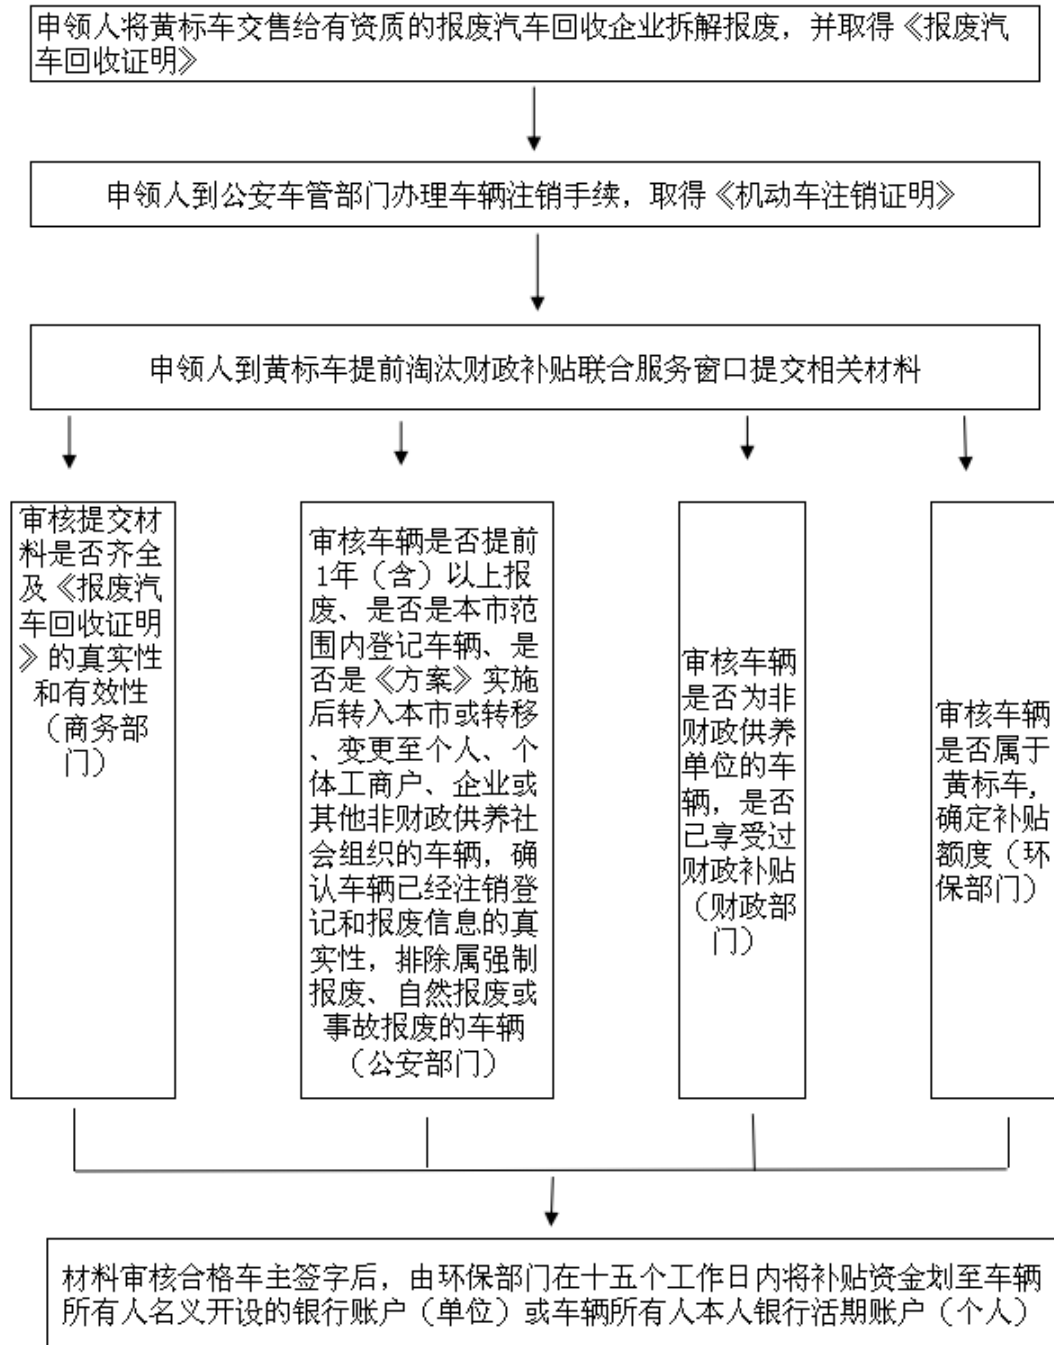 申领人将黄标车交售给有资质的报废汽车回收企业拆解报废，并取得《报废汽
车回收证明》
申领人到公安车管部门办理车辆注销手续，取得《机动车注销证明》
申领人到黄标车提前淘汰财政补贴联合服务窗口提交相关材料
审核提交材
料是否齐全
及《报废汽
车回收证明
》的真实性
和有效性
（商务部
门）
审核车辆是否提前
1年（含）以上报
废、是否是本市范
围内登记车辆、是
否是《方案》实施
后转入本市或转移
、变更至个人、个
体工商户、企业或
其他非财政供养社
会组织的车辆，确
认车辆已经注销登
记和报废信息的真
实性，排除属强制
报废、自然报废或
事故报废的车辆
（公安部门）
审核车辆
是否为非
财政供养
单位的车
辆，是否
已享受过
财政补贴
（财政部
门）
审核车辆
是否属于
黄标车，
确定补贴
额度（环
保部门）
材料审核合格车主签字后，由环保部门在十五个工作日内将补贴资金划至车辆
所有人名义开设的银行账户（单位）或车辆所有人本人银行活期账户（个人）